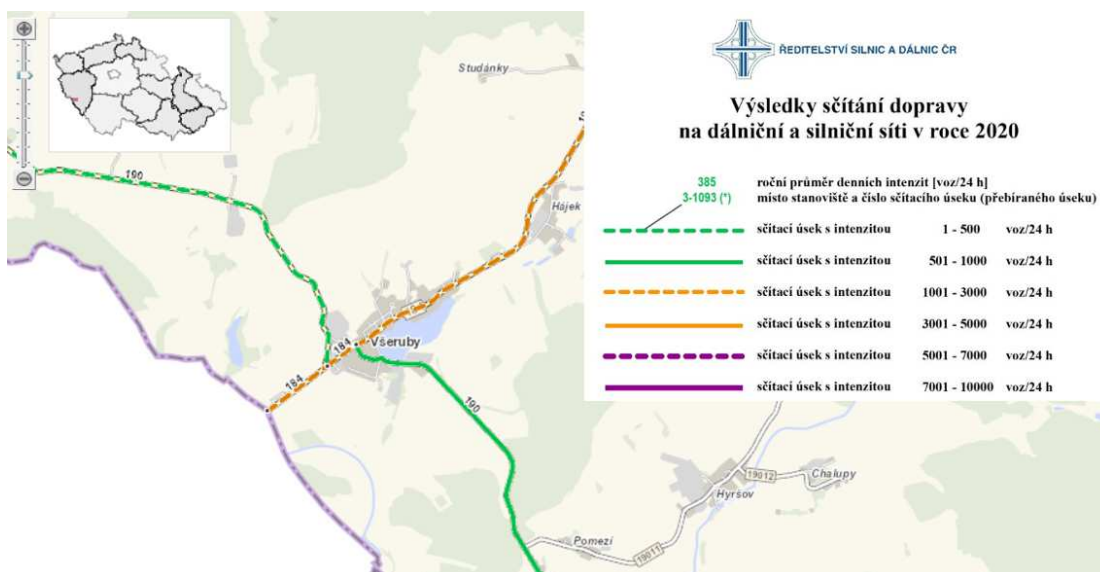 ŘEDITELSTVÍ SILNIC A DÁLNIC ČR
Výsledky sčítání dopravy
na dálniční a silniční síti v roce 2020
385 roční průměr denních intenzit [voz/24 h]
3-1093 (*) místo stanoviště a číslo sčítacího úseku (přebíraného úseku)
sčítací úsek s intenzitou 1 - 500 voz/24 h
sčítací úsek s intenzitou 501 - 1000 voz/24 h
sčítací úsek s intenzitou 1001 - 3000 voz/24 h
sčítací úsek s intenzitou 3001 - 5000 voz/24 h
sčítací úsek s intenzitou 5001 - 7000 voz/24 h
sčítací úsek s intenzitou 7001 - 10000 voz/24 h
Studánky
190
Hájek
Všeruby
184
184
190
19012
Chalupy
Hyršov
Pomezí
19011